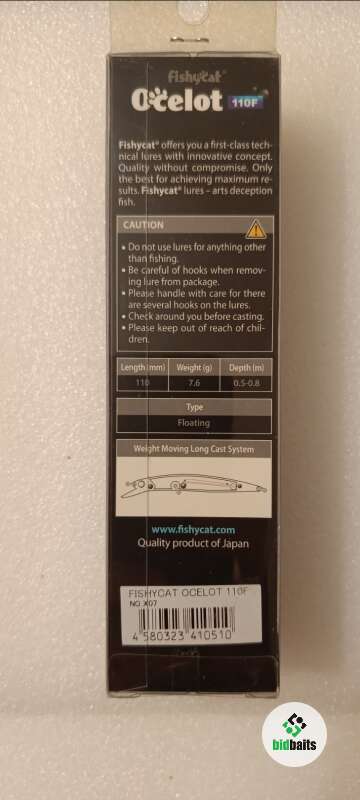 fishycat®
Ocelot 110F
Fishycat® offers you a first-class tech-
nical lures with innovative concept.
Quality without compromise. Only
the best for achieving maximum re-
sults. Fishycat® lures – arts deception
fish.
CAUTION
• Do not use lures for anything other
than fishing.
• Be careful of hooks when remov-
ing lure from package.
• Please handle with care for there
are several hooks on the lures.
• Check around you before casting.
• Please keep out of reach of chil-
dren.
Length (mm) Weight (g) Depth (m)
110 7.6 0.5-0.8
Type
Floating
Weight Moving Long Cast System
www.fishycat.com
Quality product of Japan
FISHYCAT OCELOT 110F
NO.X07
4 580323 410510
bidbaits